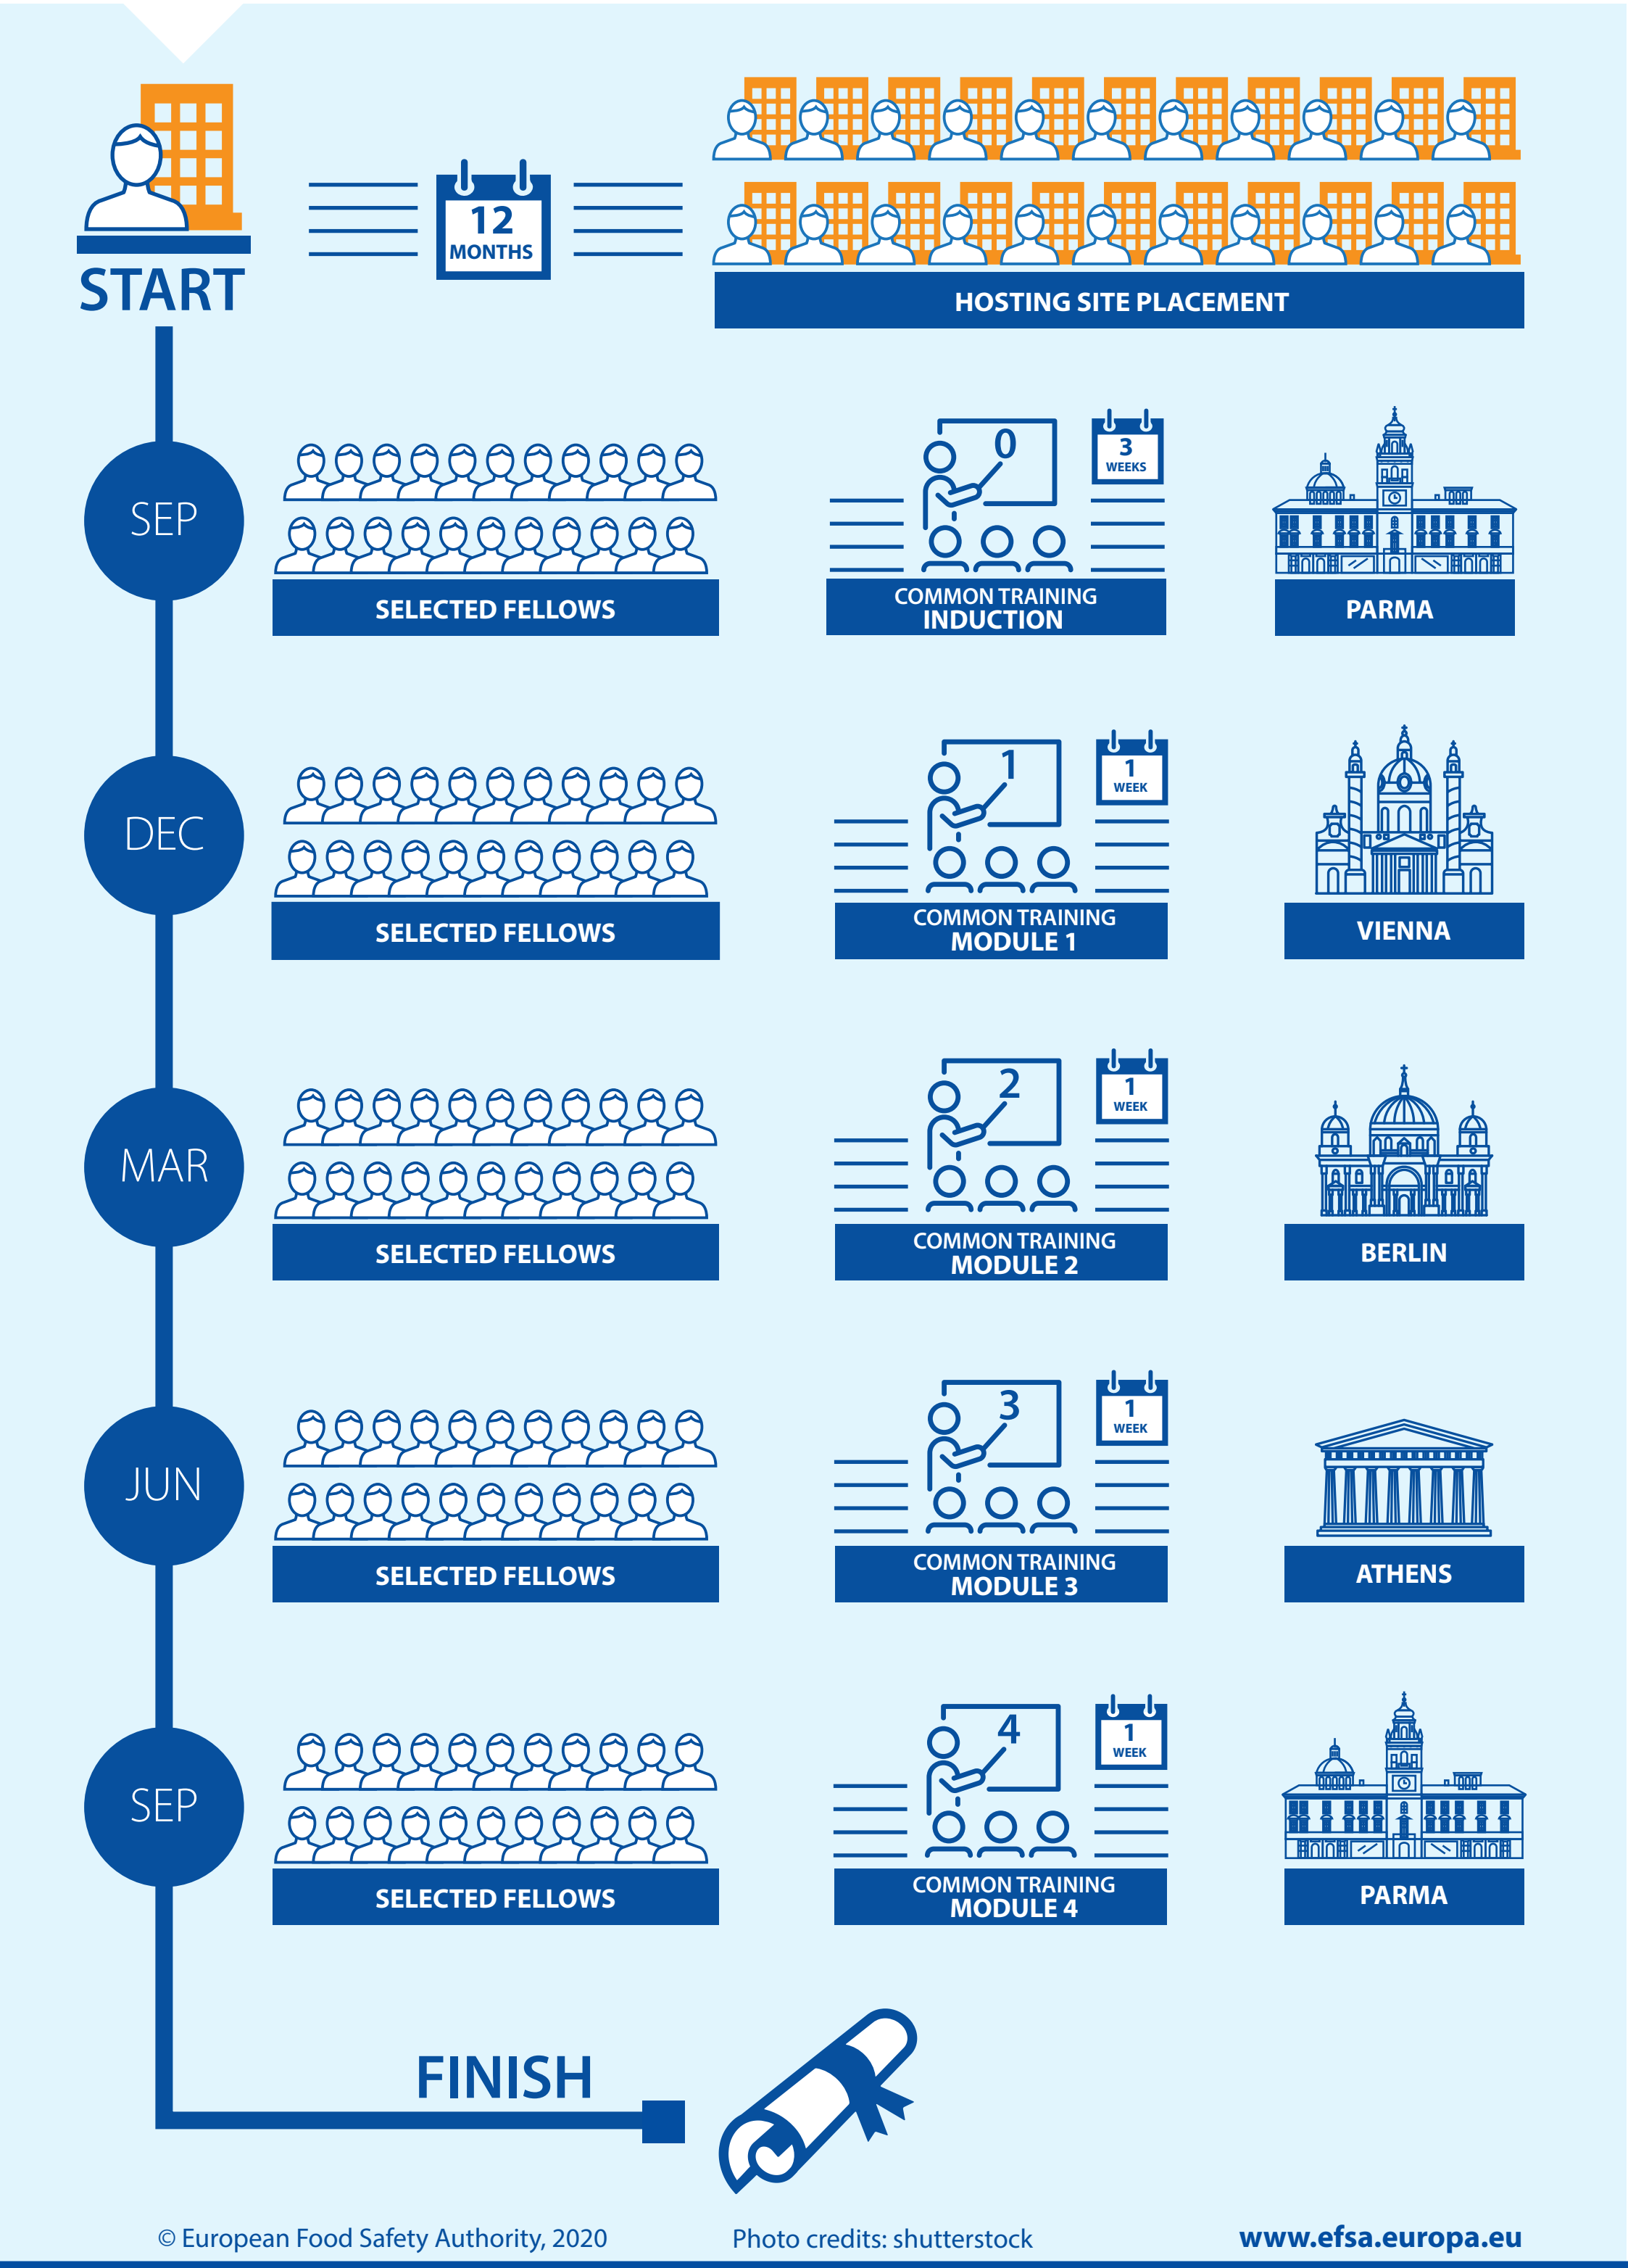 START
12
MONTHS
HOSTING SITE PLACEMENT
SEP
SELECTED FELLOWS
0
3
WEEKS
COMMON TRAINING
INDUCTION
PARMA
DEC
SELECTED FELLOWS
1
1
WEEK
COMMON TRAINING
MODULE 1
VIENNA
MAR
SELECTED FELLOWS
2
1
WEEK
COMMON TRAINING
MODULE 2
BERLIN
JUN
SELECTED FELLOWS
3
1
WEEK
COMMON TRAINING
MODULE 3
ATHENS
SEP
SELECTED FELLOWS
4
1
WEEK
COMMON TRAINING
MODULE 4
PARMA
FINISH
© European Food Safety Authority, 2020
Photo credits: shutterstock
www.efsa.europa.eu